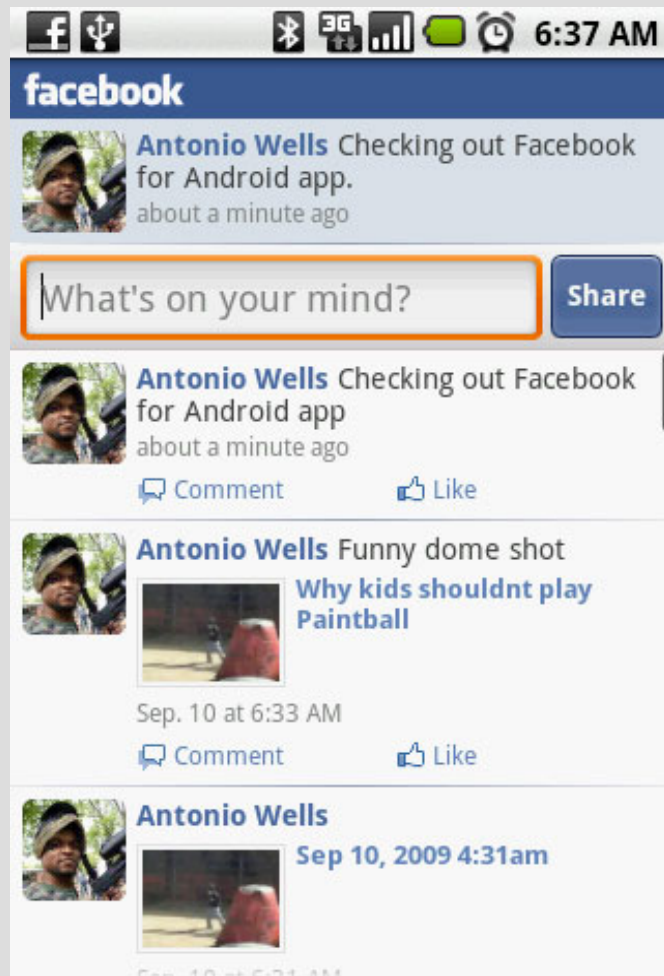 3G 6:37 AM
facebook
Antonio Wells Checking out Facebook
for Android app.
about a minute ago
What's on your mind?
Share
Antonio Wells Checking out Facebook
for Android app
about a minute ago
Comment Like
Antonio Wells Funny dome shot
Why kids shouldnt play
Paintball
Sep. 10 at 6:33 AM
Comment Like
Antonio Wells
Sep 10, 2009 4:31am